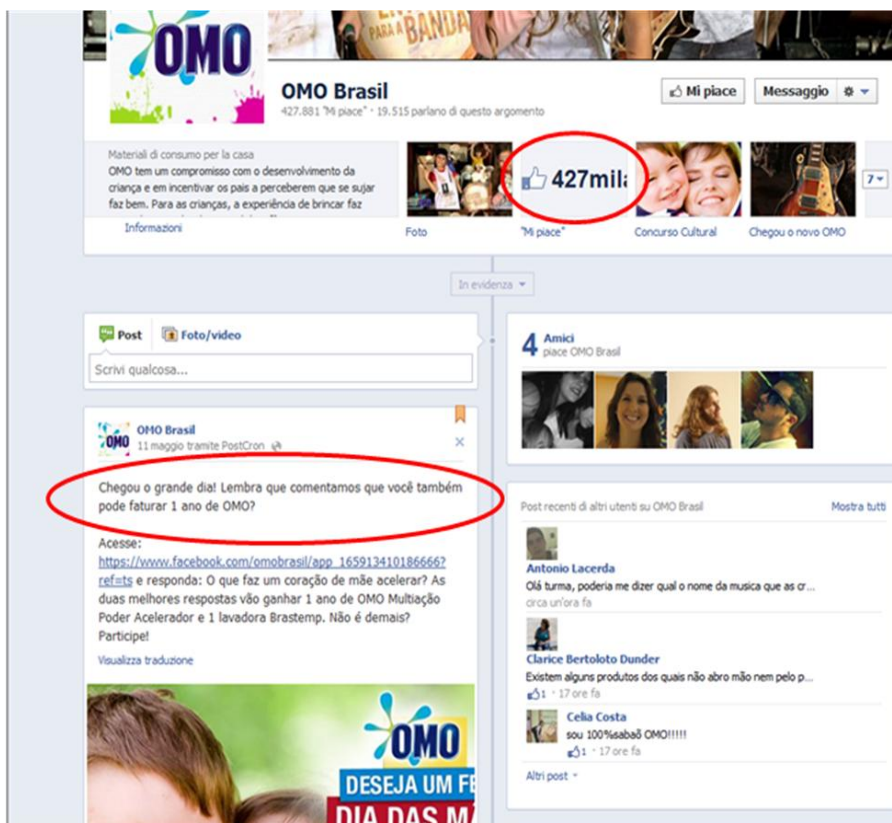 PARA A BANDA
OMO
OMO Brasil
427.881 "Mi piace" · 19.515 parlano di questo argomento
Mi piace
Messaggio
Materiali di consumo per la casa
OMO tem um compromisso com o desenvolvimento da
criança e em incentivar os pais a perceberem que se sujar
faz bem. Para as crianças, a experiência de brincar faz
Informazioni
427mila
7
Foto
"Mi piace"
Concurso Cultural
Chegou o novo OMO
In evidenza
Post
Foto/video
Scrivi qualcosa...
OMO
OMO Brasil
11 maggio tramite PostCron
Chegou o grande dia! Lembra que comentamos que você também
pode faturar 1 ano de OMO?
Acesse:
https://www.facebook.com/omobrasil/app_165913410186666?
ref=ts e responda: O que faz um coração de mãe acelerar? As
duas melhores respostas vão ganhar 1 ano de OMO Multiação
Poder Acelerador e 1 lavadora Brastemp. Não é demais?
Participe!
Visualizza traduzione
OMO
DESEJA UM FE
DIA DAS MÃ
4 Amici
piace OMO Brasil
Post recenti di altri utenti su OMO Brasil
Mostra tutti
Antonio Lacerda
Olá turma, poderia me dizer qual o nome da musica que as cr...
circa un'ora fa
Clarice Bertoloto Dunder
Existem alguns produtos dos quais não abro mão nem pelo p...
1 · 17 ore fa
Celia Costa
sou 100%sabaõ OMO!!!!!
1 · 17 ore fa
Altri post